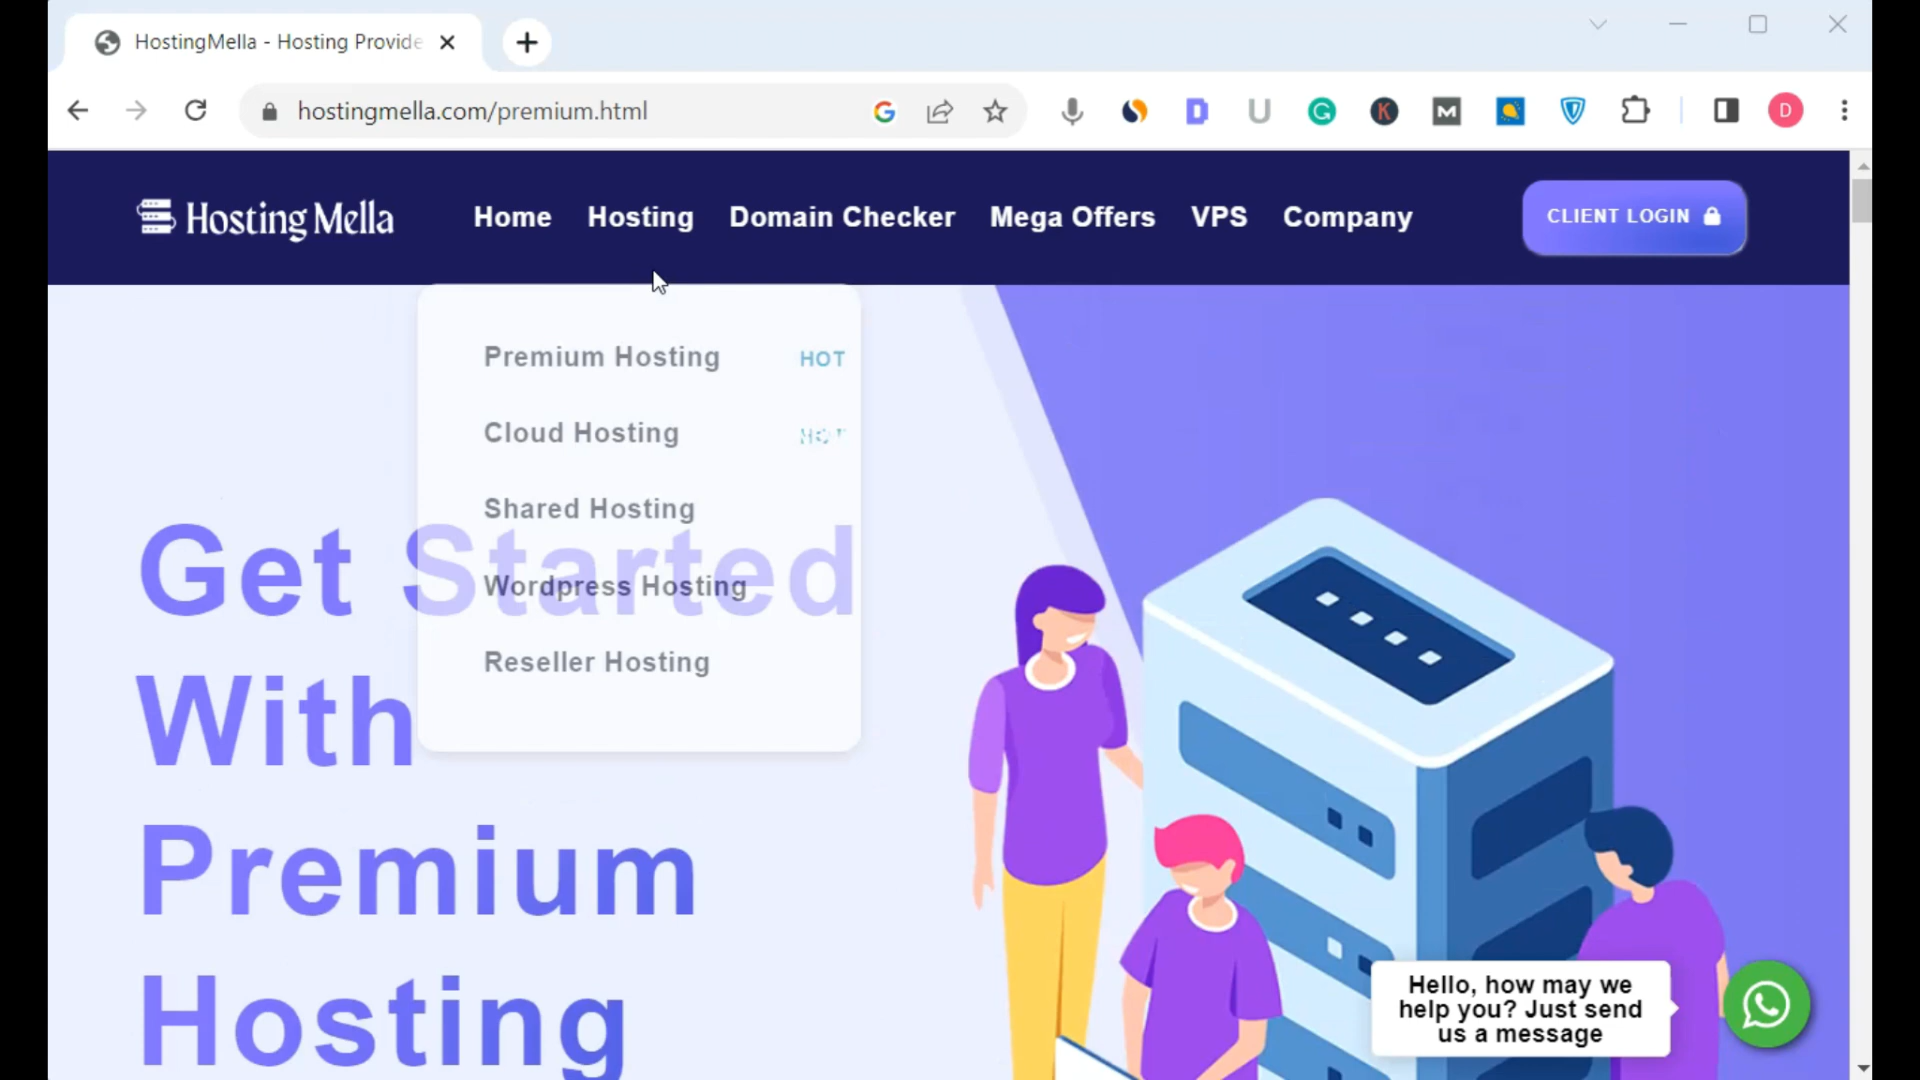 HostingMella - Hosting Provide
hostingmella.com/premium.html
D
Hosting Mella
Home
Hosting
Domain Checker
Mega Offers
VPS
Company
CLIENT LOGIN
Premium Hosting HOT
Cloud Hosting HOT
Shared Hosting
Wordpress Hosting
Reseller Hosting
Get Started
With
Premium
Hosting
Hello, how may we
help you? Just send
us a message